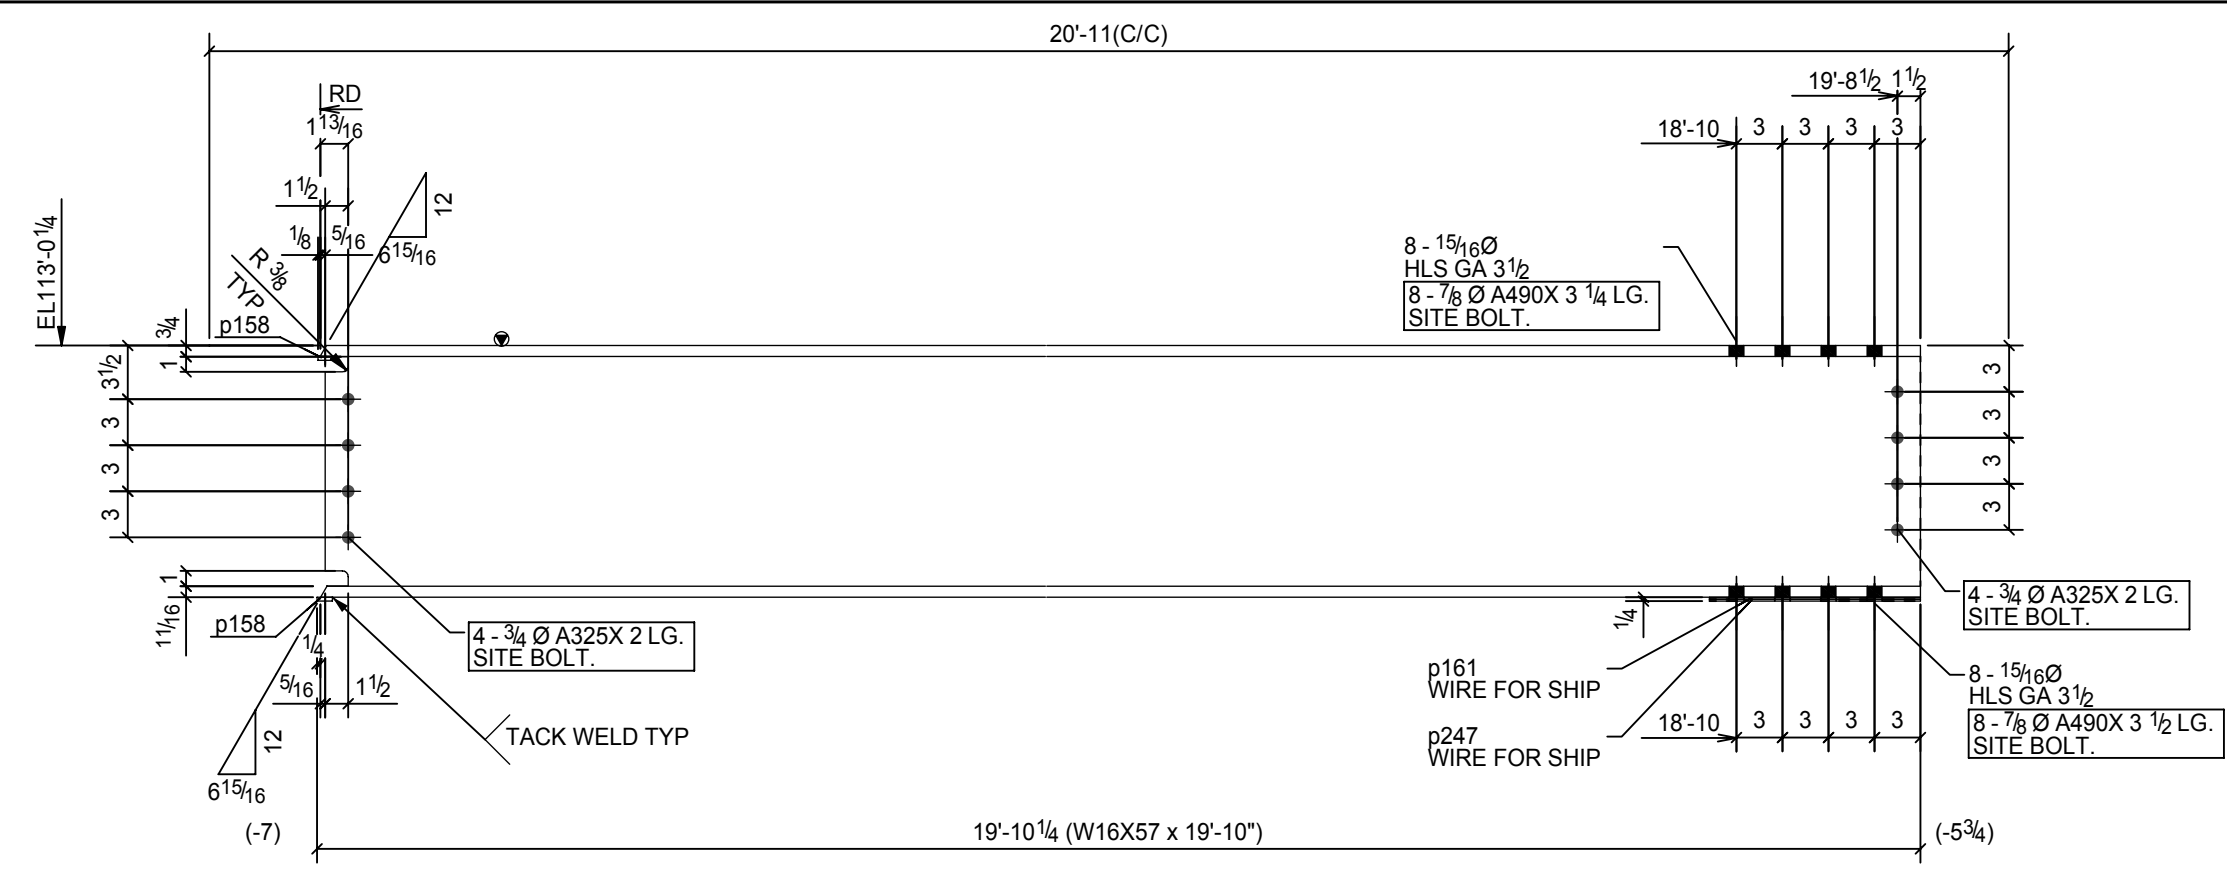 20'-11(C/C)
19'-8 1/2 1 1/2
RD
1 13/16
18'-10 3 3 3 3
1 1/2
12
EL113'-0 1/4
1/8 5/16
6 15/16
R 3/8
TYP
8 - 15/16Ø
HLS GA 3 1/2
8 - 7/8 Ø A490X 3 1/4 LG.
SITE BOLT.
3/4
p158
1
3 1/2
3
3
3
3
3
3
3
1
11/16
p158
1/4
5/16 1 1/2
4 - 3/4 Ø A325X 2 LG.
SITE BOLT.
TACK WELD TYP
12
6 15/16
1/4
4 - 3/4 Ø A325X 2 LG.
SITE BOLT.
p161
WIRE FOR SHIP
p247
WIRE FOR SHIP
18'-10 3 3 3 3
8 - 15/16Ø
HLS GA 3 1/2
8 - 7/8 Ø A490X 3 1/2 LG.
SITE BOLT.
(-7)
19'-10 1/4 (W16X57 x 19'-10")
(-5 3/4)